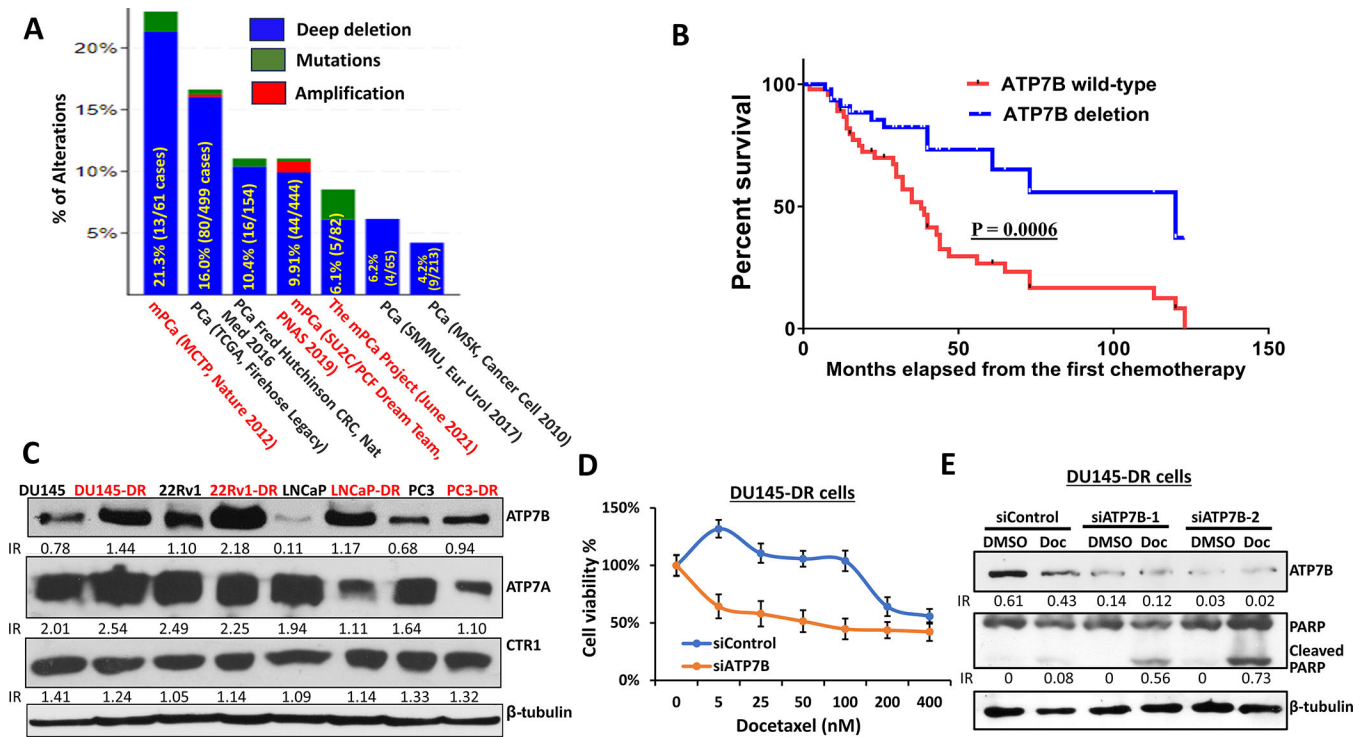 A
20%
15%
10%
5%
% of Alterations
Deep deletion
Mutations
Amplification
21.3% (13/61 cases)
16.0% (80/499 cases)
10.4% (16/154)
9.91% (44/444)
6.1% (5/82)
6.2%
(4/65)
4.2%
(9/213)
mPCa (MCTP, Nature 2012)
PCa (TCGA, Firehose Legacy)
PCa Fred Hutchinson CRC, Nat
Med 2016
mPCa (SU2C/PCF Dream Team,
PNAS 2019)
The mPCa Project (June 2021)
PCa (SMMU, Eur Urol 2017)
PCa (MSK, Cancer Cell 2010)
B
Percent survival
100
50
0
ATP7B wild-type
ATP7B deletion
P = 0.0006
0 50 100 150
Months elapsed from the first chemotherapy
C
DU145 DU145-DR 22Rv1 22Rv1-DR LNCaP LNCaP-DR PC3 PC3-DR
ATP7B
IR 0.78 1.44 1.10 2.18 0.11 1.17 0.68 0.94
ATP7A
IR 2.01 2.54 2.49 2.25 1.94 1.11 1.64 1.10
CTR1
IR 1.41 1.24 1.05 1.14 1.09 1.14 1.33 1.32
β-tubulin
D
DU145-DR cells
Cell viability %
150%
100%
50%
0%
siControl
siATP7B
0 5 25 50 100 200 400
Docetaxel (nM)
E
DU145-DR cells
siControl siATP7B-1 siATP7B-2
DMSO Doc DMSO Doc DMSO Doc
ATP7B
IR 0.61 0.43 0.14 0.12 0.03 0.02
PARP
Cleaved
PARP
IR 0 0.08 0 0.56 0 0.73
β-tubulin